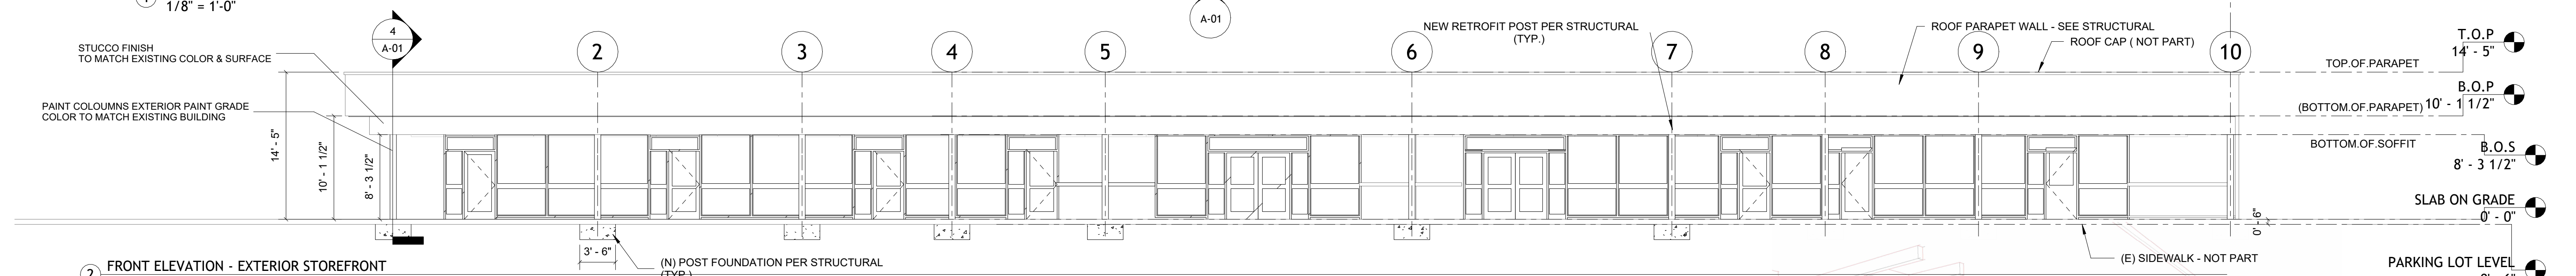 1
1/8" = 1'-0"
A-01
4
A-01
2
3
4
5
6
7
8
9
10
STUCCO FINISH
TO MATCH EXISTING COLOR & SURFACE
PAINT COLOUMNS EXTERIOR PAINT GRADE
COLOR TO MATCH EXISTING BUILDING
NEW RETROFIT POST PER STRUCTURAL
(TYP.)
ROOF PARAPET WALL - SEE STRUCTURAL
ROOF CAP ( NOT PART)
TOP.OF.PARAPET
T.O.P
14' - 5"
(BOTTOM.OF.PARAPET)
B.O.P
10' - 1 1/2"
BOTTOM.OF.SOFFIT
B.O.S
8' - 3 1/2"
SLAB ON GRADE
0' - 0"
14' - 5"
10' - 1 1/2"
8' - 3 1/2"
0' - 6"
3' - 6"
(N) POST FOUNDATION PER STRUCTURAL
(TYP.)
(E) SIDEWALK - NOT PART
PARKING LOT LEVEL
2
FRONT ELEVATION - EXTERIOR STOREFRONT